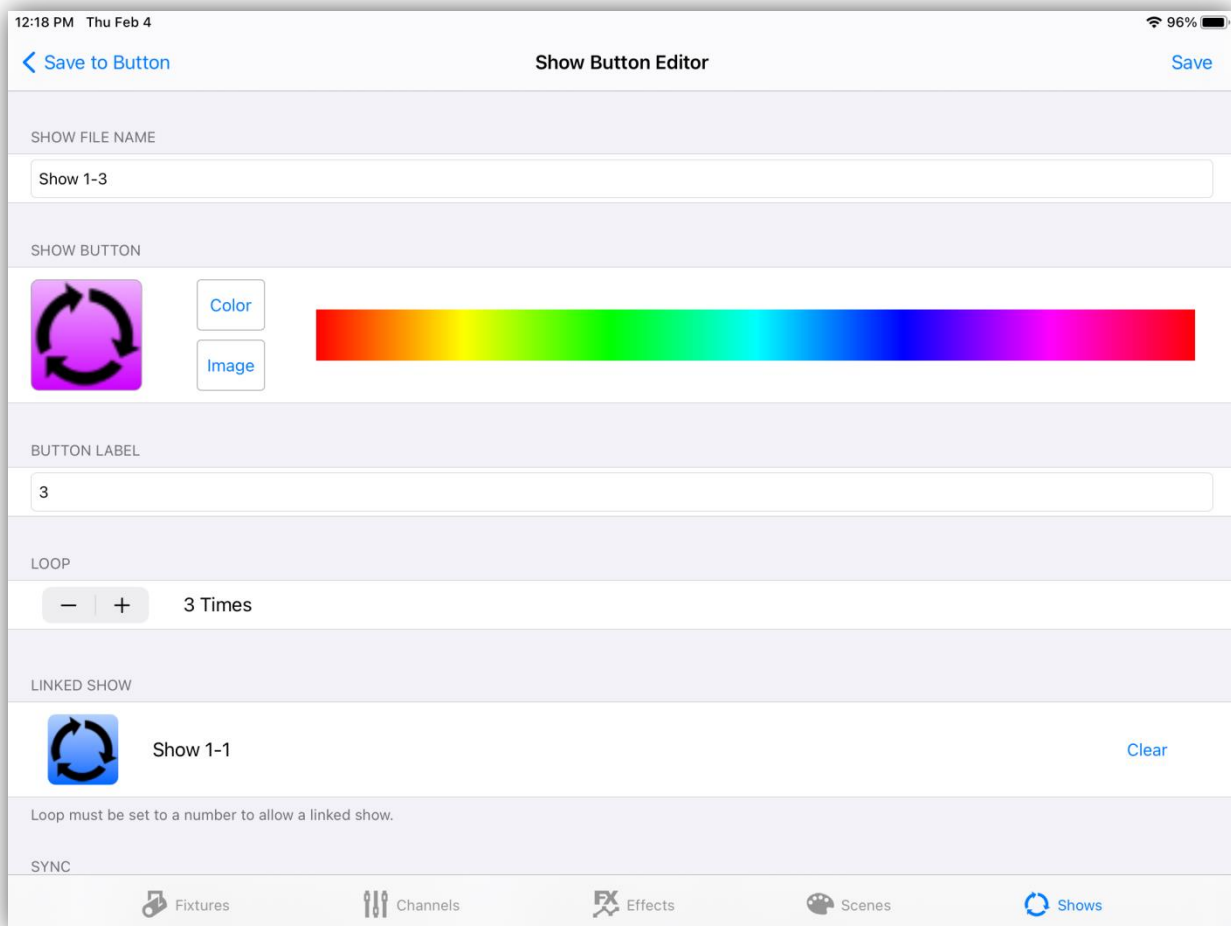 12:18 PM Thu Feb 4 96%
Save to Button Show Button Editor Save
SHOW FILE NAME
Show 1-3
SHOW BUTTON
Color
Image
BUTTON LABEL
3
LOOP
− + 3 Times
LINKED SHOW
Show 1-1 Clear
Loop must be set to a number to allow a linked show.
SYNC
Fixtures Channels FX Effects Scenes Shows